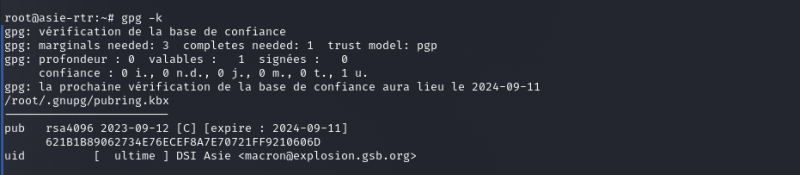 root@asie-rtr:~# gpg -k
gpg: vérification de la base de confiance
gpg: marginals needed: 3  completes needed: 1  trust model: pgp
gpg: profondeur : 0  valables :   1  signées :   0
     confiance : 0 i., 0 n.d., 0 j., 0 m., 0 t., 1 u.
gpg: la prochaine vérification de la base de confiance aura lieu le 2024-09-11
/root/.gnupg/pubring.kbx
------------------------
pub   rsa4096 2023-09-12 [C] [expire : 2024-09-11]
      621B1B89062734E76ECEF8A7E70721FF9210606D
uid          [  ultime ] DSI Asie <macron@explosion.gsb.org>